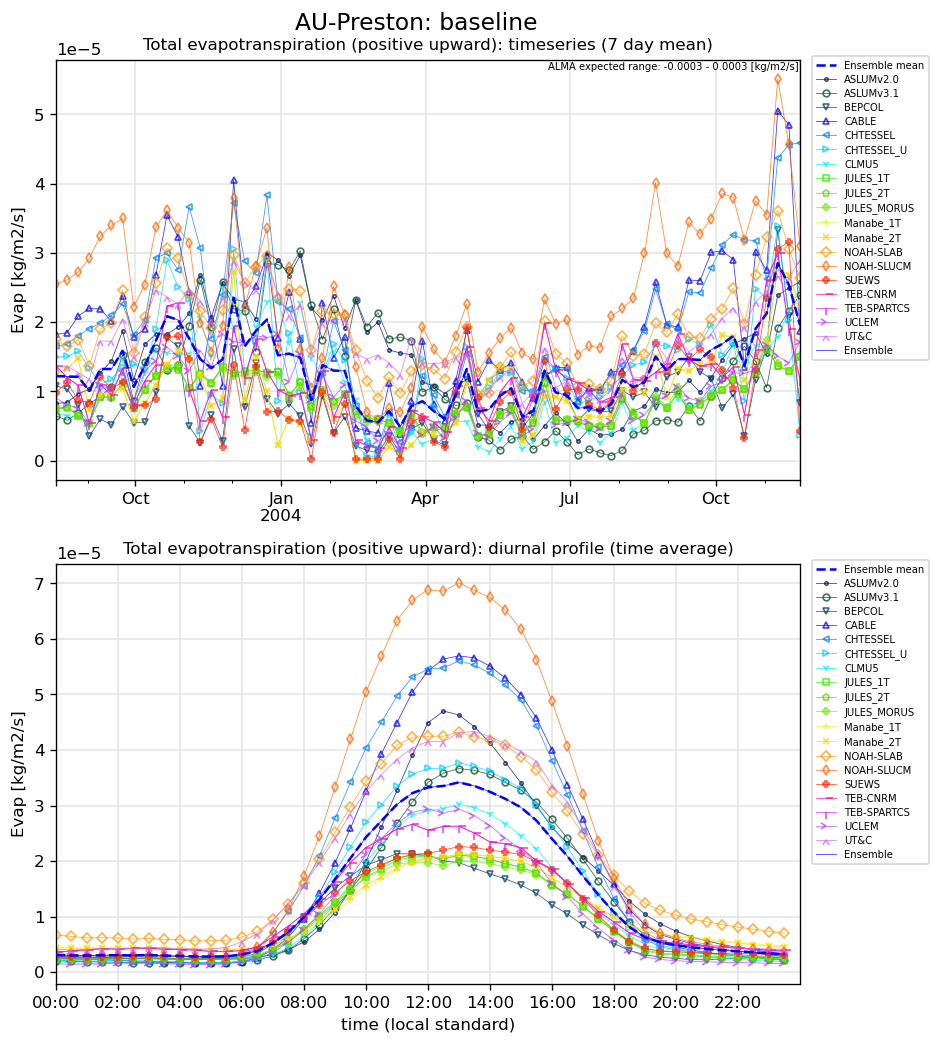 AU-Preston: baseline
Total evapotranspiration (positive upward): timeseries (7 day mean)
1e−5
ALMA expected range: -0.0003 - 0.0003 [kg/m2/s]
Evap [kg/m2/s]
5
4
3
2
1
0
Oct
Jan
2004
Apr
Jul
Oct
Ensemble mean
ASLUMv2.0
ASLUMv3.1
BEPCOL
CABLE
CHTESSEL
CHTESSEL_U
CLMU5
JULES_1T
JULES_2T
JULES_MORUS
Manabe_1T
Manabe_2T
NOAH-SLAB
NOAH-SLUCM
SUEWS
TEB-CNRM
TEB-SPARTCS
UCLEM
UT&C
Ensemble
Total evapotranspiration (positive upward): diurnal profile (time average)
1e−5
Evap [kg/m2/s]
7
6
5
4
3
2
1
0
00:00
02:00
04:00
06:00
08:00
10:00
12:00
14:00
16:00
18:00
20:00
22:00
time (local standard)
Ensemble mean
ASLUMv2.0
ASLUMv3.1
BEPCOL
CABLE
CHTESSEL
CHTESSEL_U
CLMU5
JULES_1T
JULES_2T
JULES_MORUS
Manabe_1T
Manabe_2T
NOAH-SLAB
NOAH-SLUCM
SUEWS
TEB-CNRM
TEB-SPARTCS
UCLEM
UT&C
Ensemble